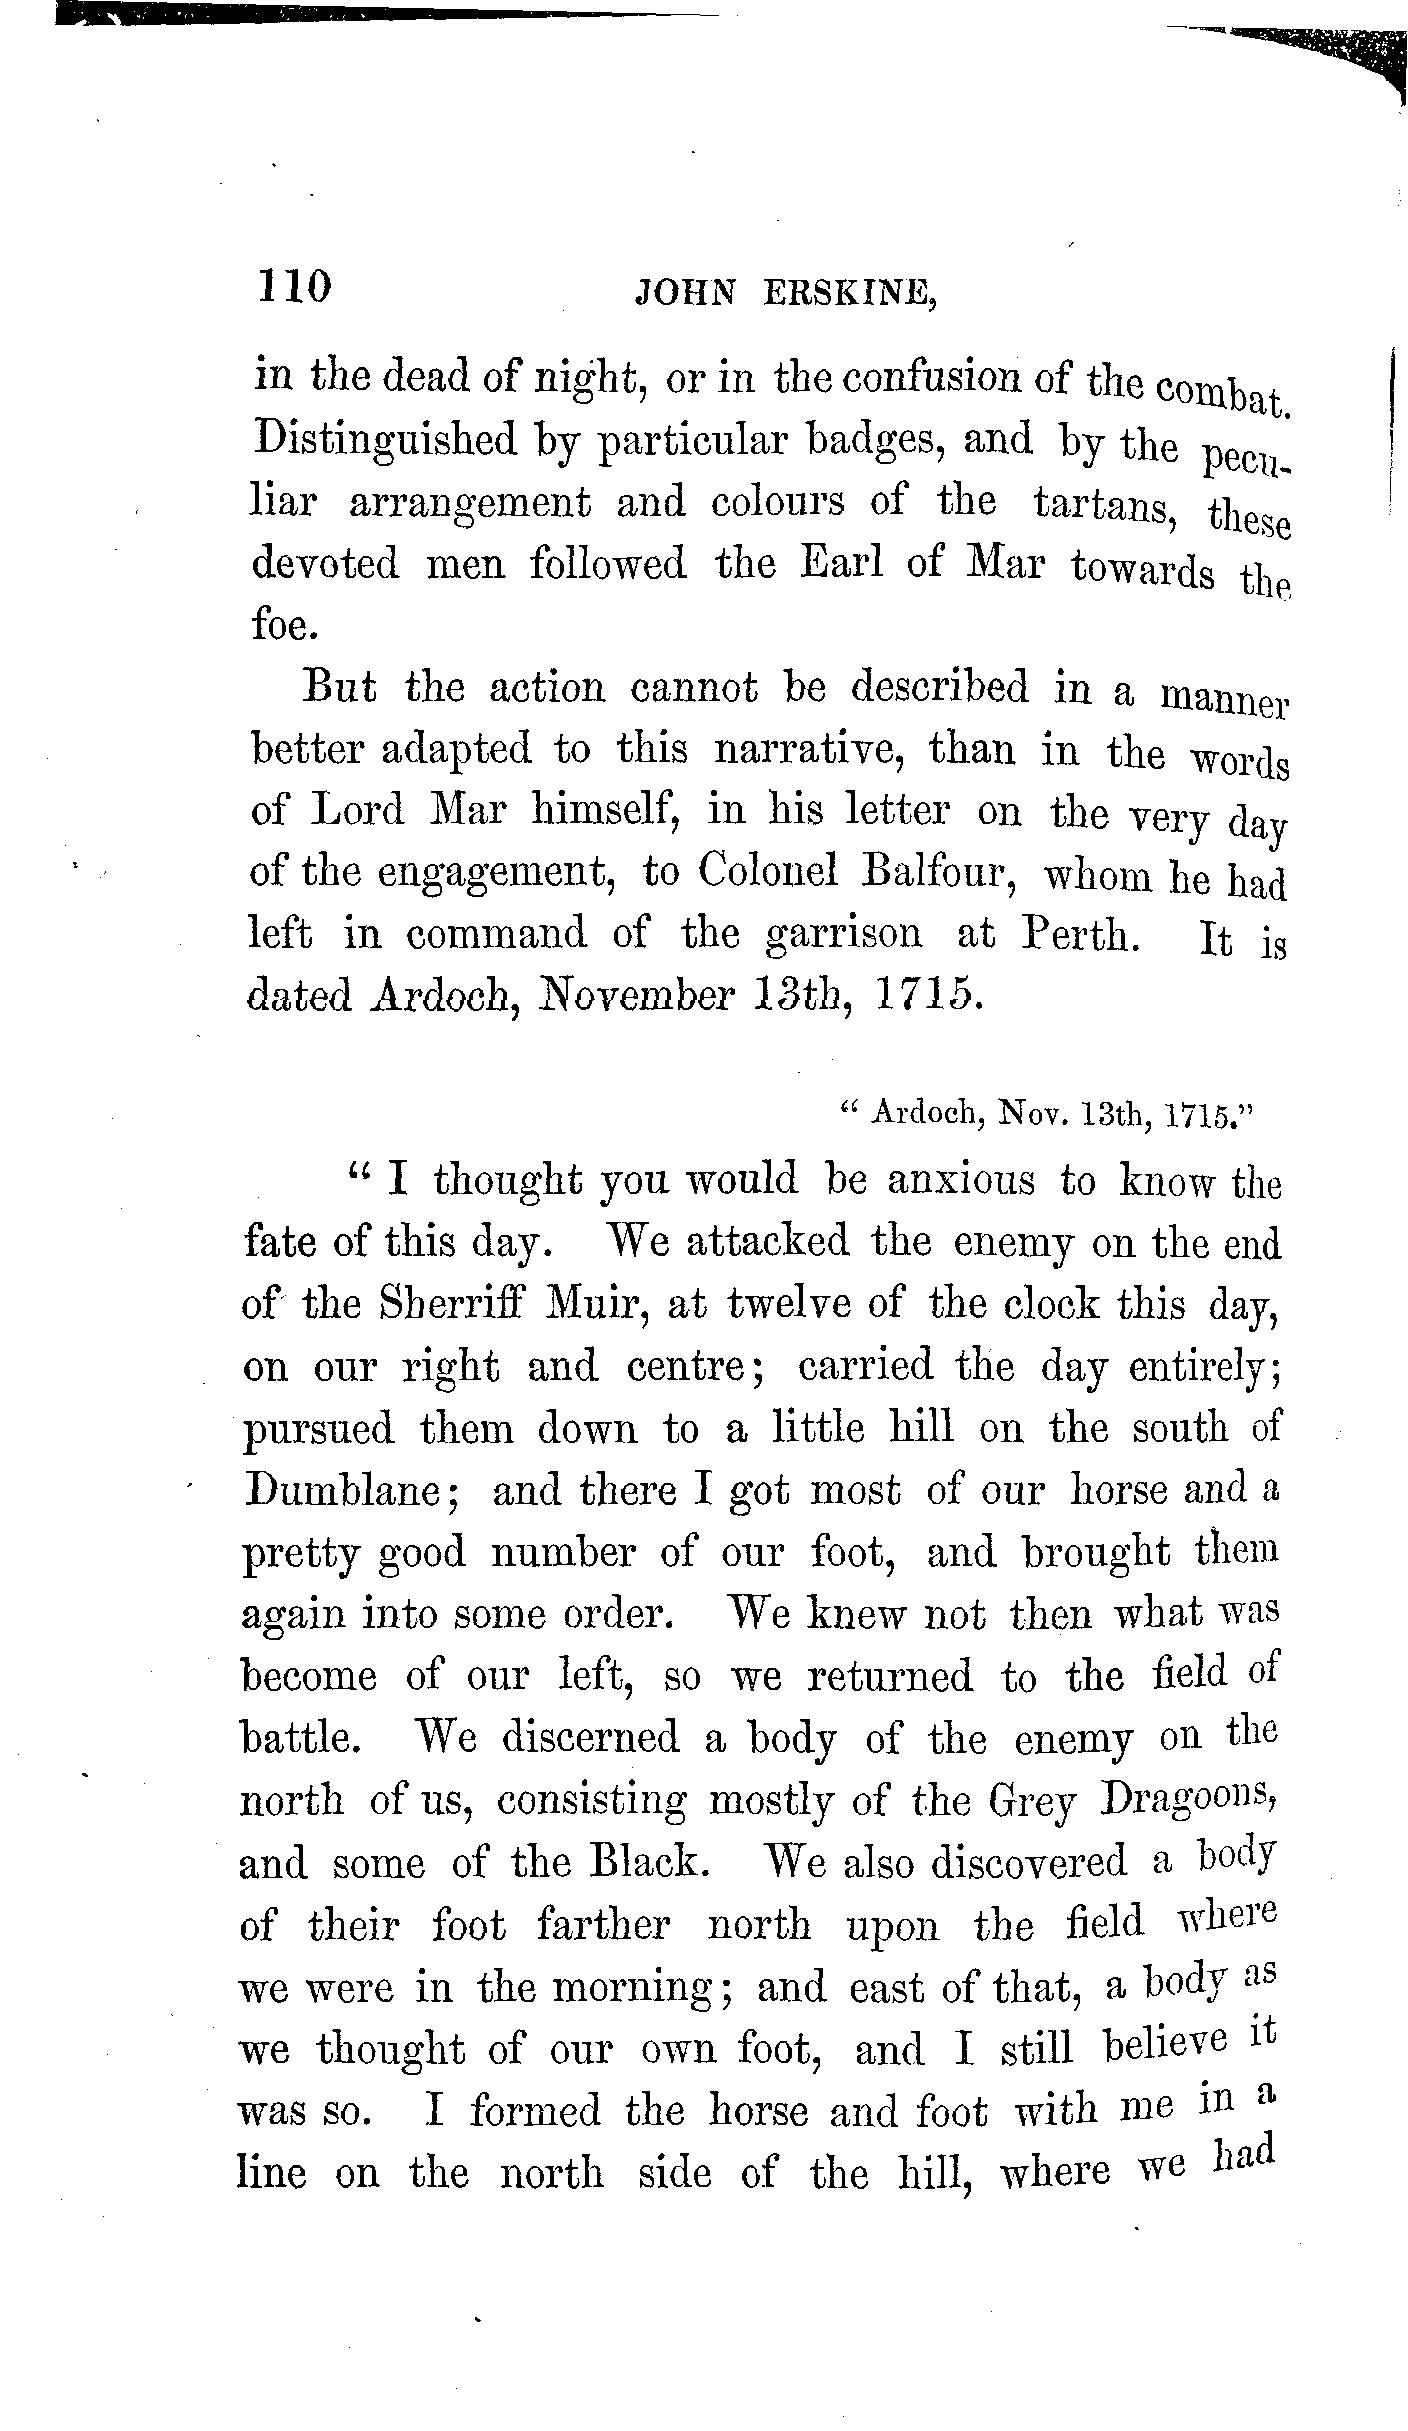 110 JOHN ERSKINE,
in the dead of night, or in the confusion of the combat.
Distinguished by particular badges, and by the pecu-
liar arrangement and colours of the tartans, these
devoted men followed the Earl of Mar towards the
foe.
But the action cannot be described in a manner
better adapted to this narrative, than in the words
of Lord Mar himself, in his letter on the very day
of the engagement, to Colonel Balfour, whom he had
left in command of the garrison at Perth. It is
dated Ardoch, November 13th, 1715.
“ Ardoch, Nov. 13th, 1715.”
“ I thought you would be anxious to know the
fate of this day. We attacked the enemy on the end
of the Sherriff Muir, at twelve of the clock this day,
on our right and centre; carried the day entirely;
pursued them down to a little hill on the south of
Dumblane; and there I got most of our horse and a
pretty good number of our foot, and brought them
again into some order. We knew not then what was
become of our left, so we returned to the field of
battle. We discerned a body of the enemy on the
north of us, consisting mostly of the Grey Dragoons,
and some of the Black. We also discovered a body
of their foot farther north upon the field where
we were in the morning; and east of that, a body as
we thought of our own foot, and I still believe it
was so. I formed the horse and foot with me in a
line on the north side of the hill, where we had